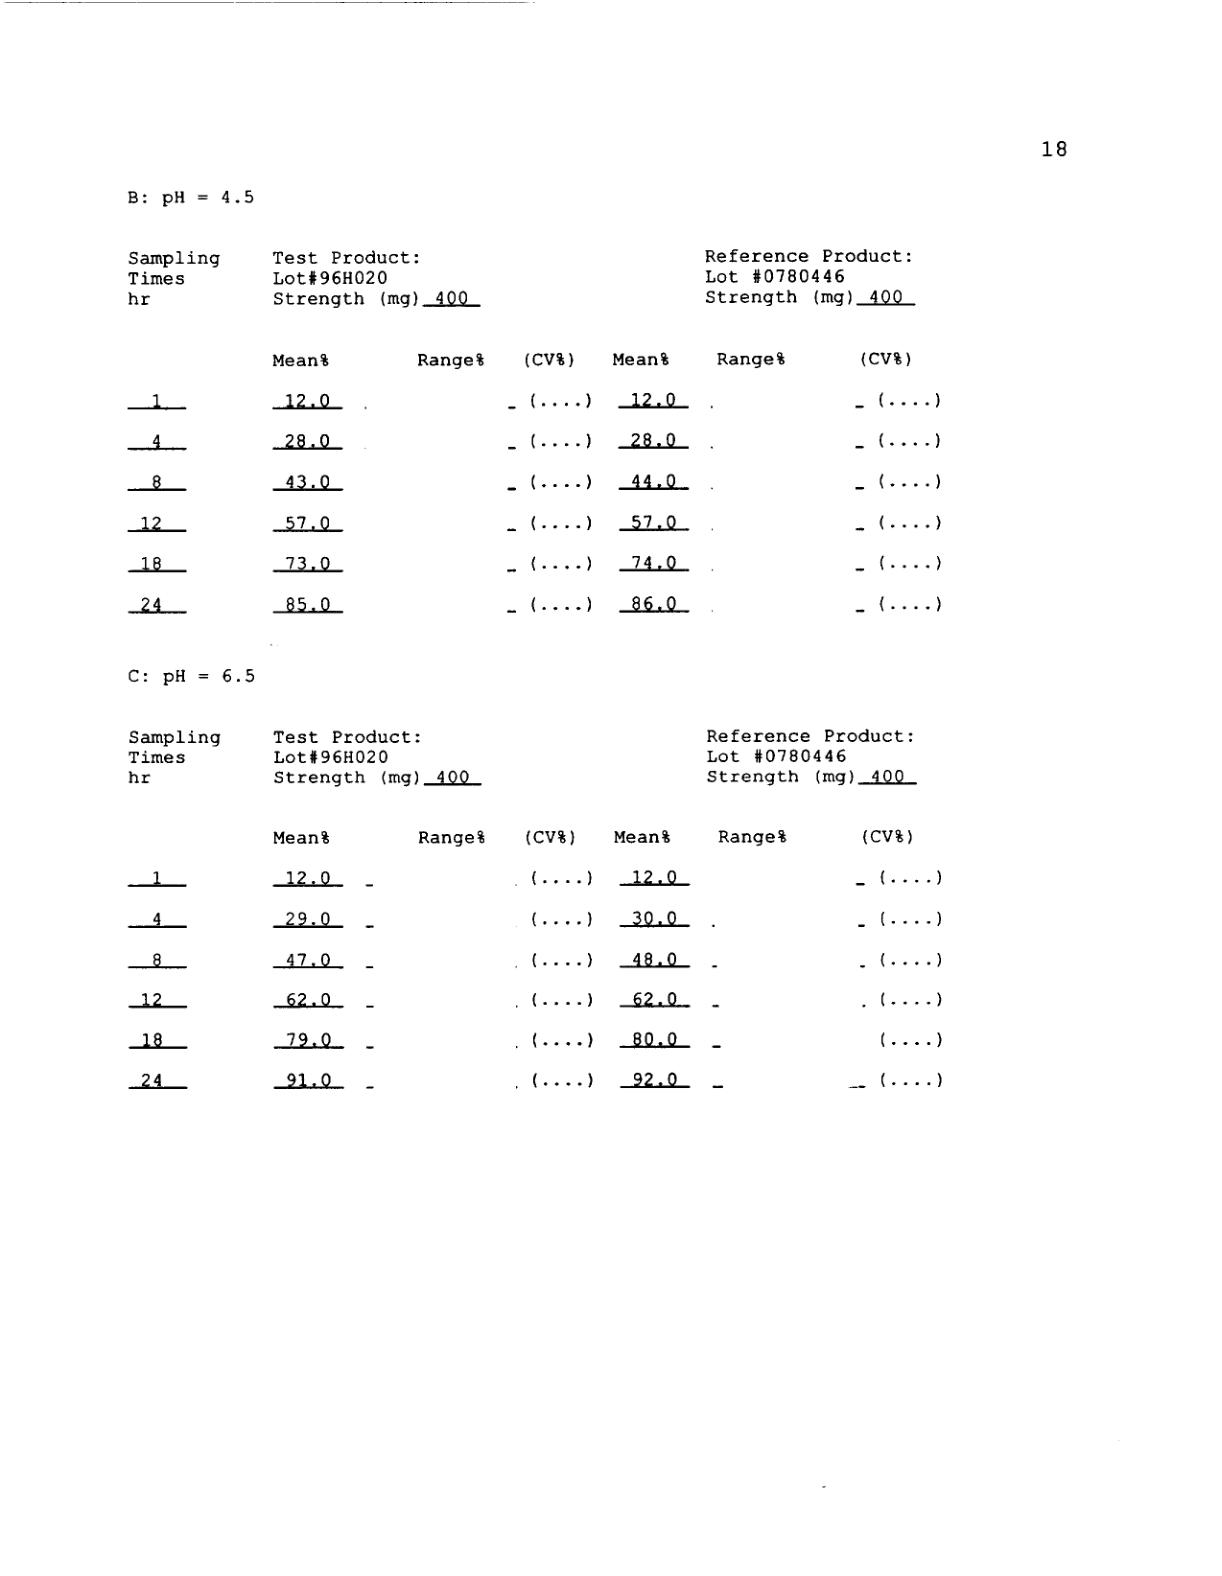 18
B: pH = 4.5
Sampling Test Product: Reference Product:
Times Lot#96H020 Lot #0780446
hr Strength (mg) 400 Strength (mg) 400
Mean% Range% (CV%) Mean% Range% (CV%)
1 12.0 _ (....) 12.0 _ (....)
4 28.0 _ (....) 28.0 _ (....)
8 43.0 _ (....) 44.0 _ (....)
12 57.0 _ (....) 57.0 _ (....)
18 73.0 _ (....) 74.0 _ (....)
24 85.0 _ (....) 86.0 _ (....)
C: pH = 6.5
Sampling Test Product: Reference Product:
Times Lot#96H020 Lot #0780446
hr Strength (mg) 400 Strength (mg) 400
Mean% Range% (CV%) Mean% Range% (CV%)
1 12.0 _ (....) 12.0 _ (....)
4 29.0 _ (....) 30.0 _ (....)
8 47.0 _ (....) 48.0 _ (....)
12 62.0 _ (....) 62.0 _ (....)
18 79.0 _ (....) 80.0 _ (....)
24 91.0 _ (....) 92.0 _ (....)